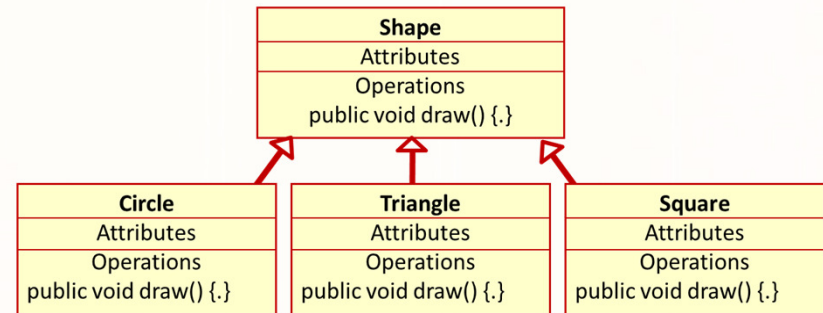 Shape
Attributes
Operations
public void draw() {.}
Circle
Attributes
Operations
public void draw() {.}
Triangle
Attributes
Operations
public void draw() {.}
Square
Attributes
Operations
public void draw() {.}